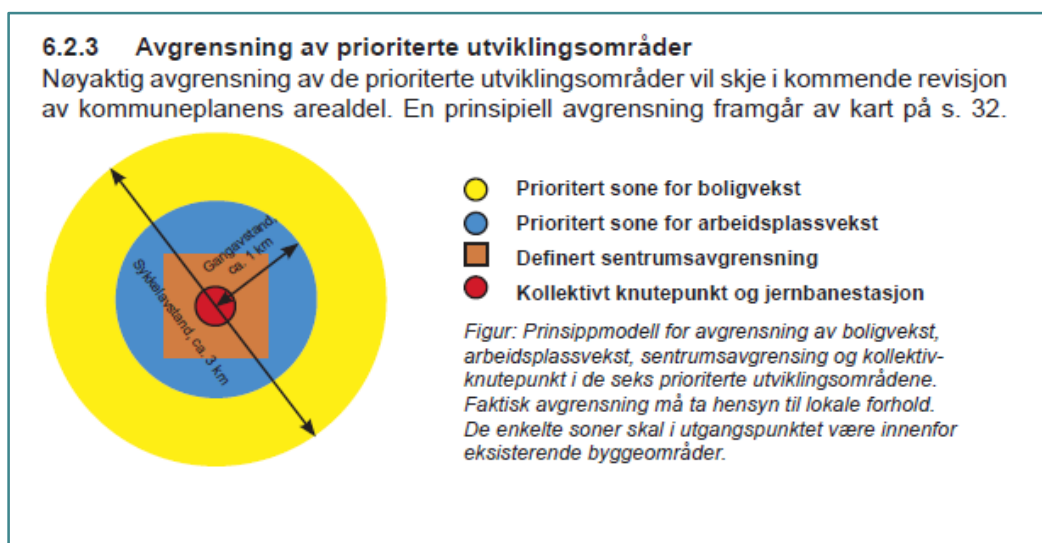 6.2.3 Avgrensning av prioriterte utviklingsområder
Nøyaktig avgrensning av de prioriterte utviklingsområder vil skje i kommende revisjon
av kommuneplanens arealdel. En prinsipiell avgrensning framgår av kart på s. 32.
Gangavstand,
ca. 1 km
Sykkelavstand, ca. 3 km
Prioritert sone for boligvekst
Prioritert sone for arbeidsplassvekst
Definert sentrumsavgrensning
Kollektivt knutepunkt og jernbanestasjon
Figur: Prinsippmodell for avgrensning av boligvekst,
arbeidsplassvekst, sentrumsavgrensing og kollektiv-
knutepunkt i de seks prioriterte utviklingsområdene.
Faktisk avgrensning må ta hensyn til lokale forhold.
De enkelte soner skal i utgangspunktet være innenfor
eksisterende byggeområder.